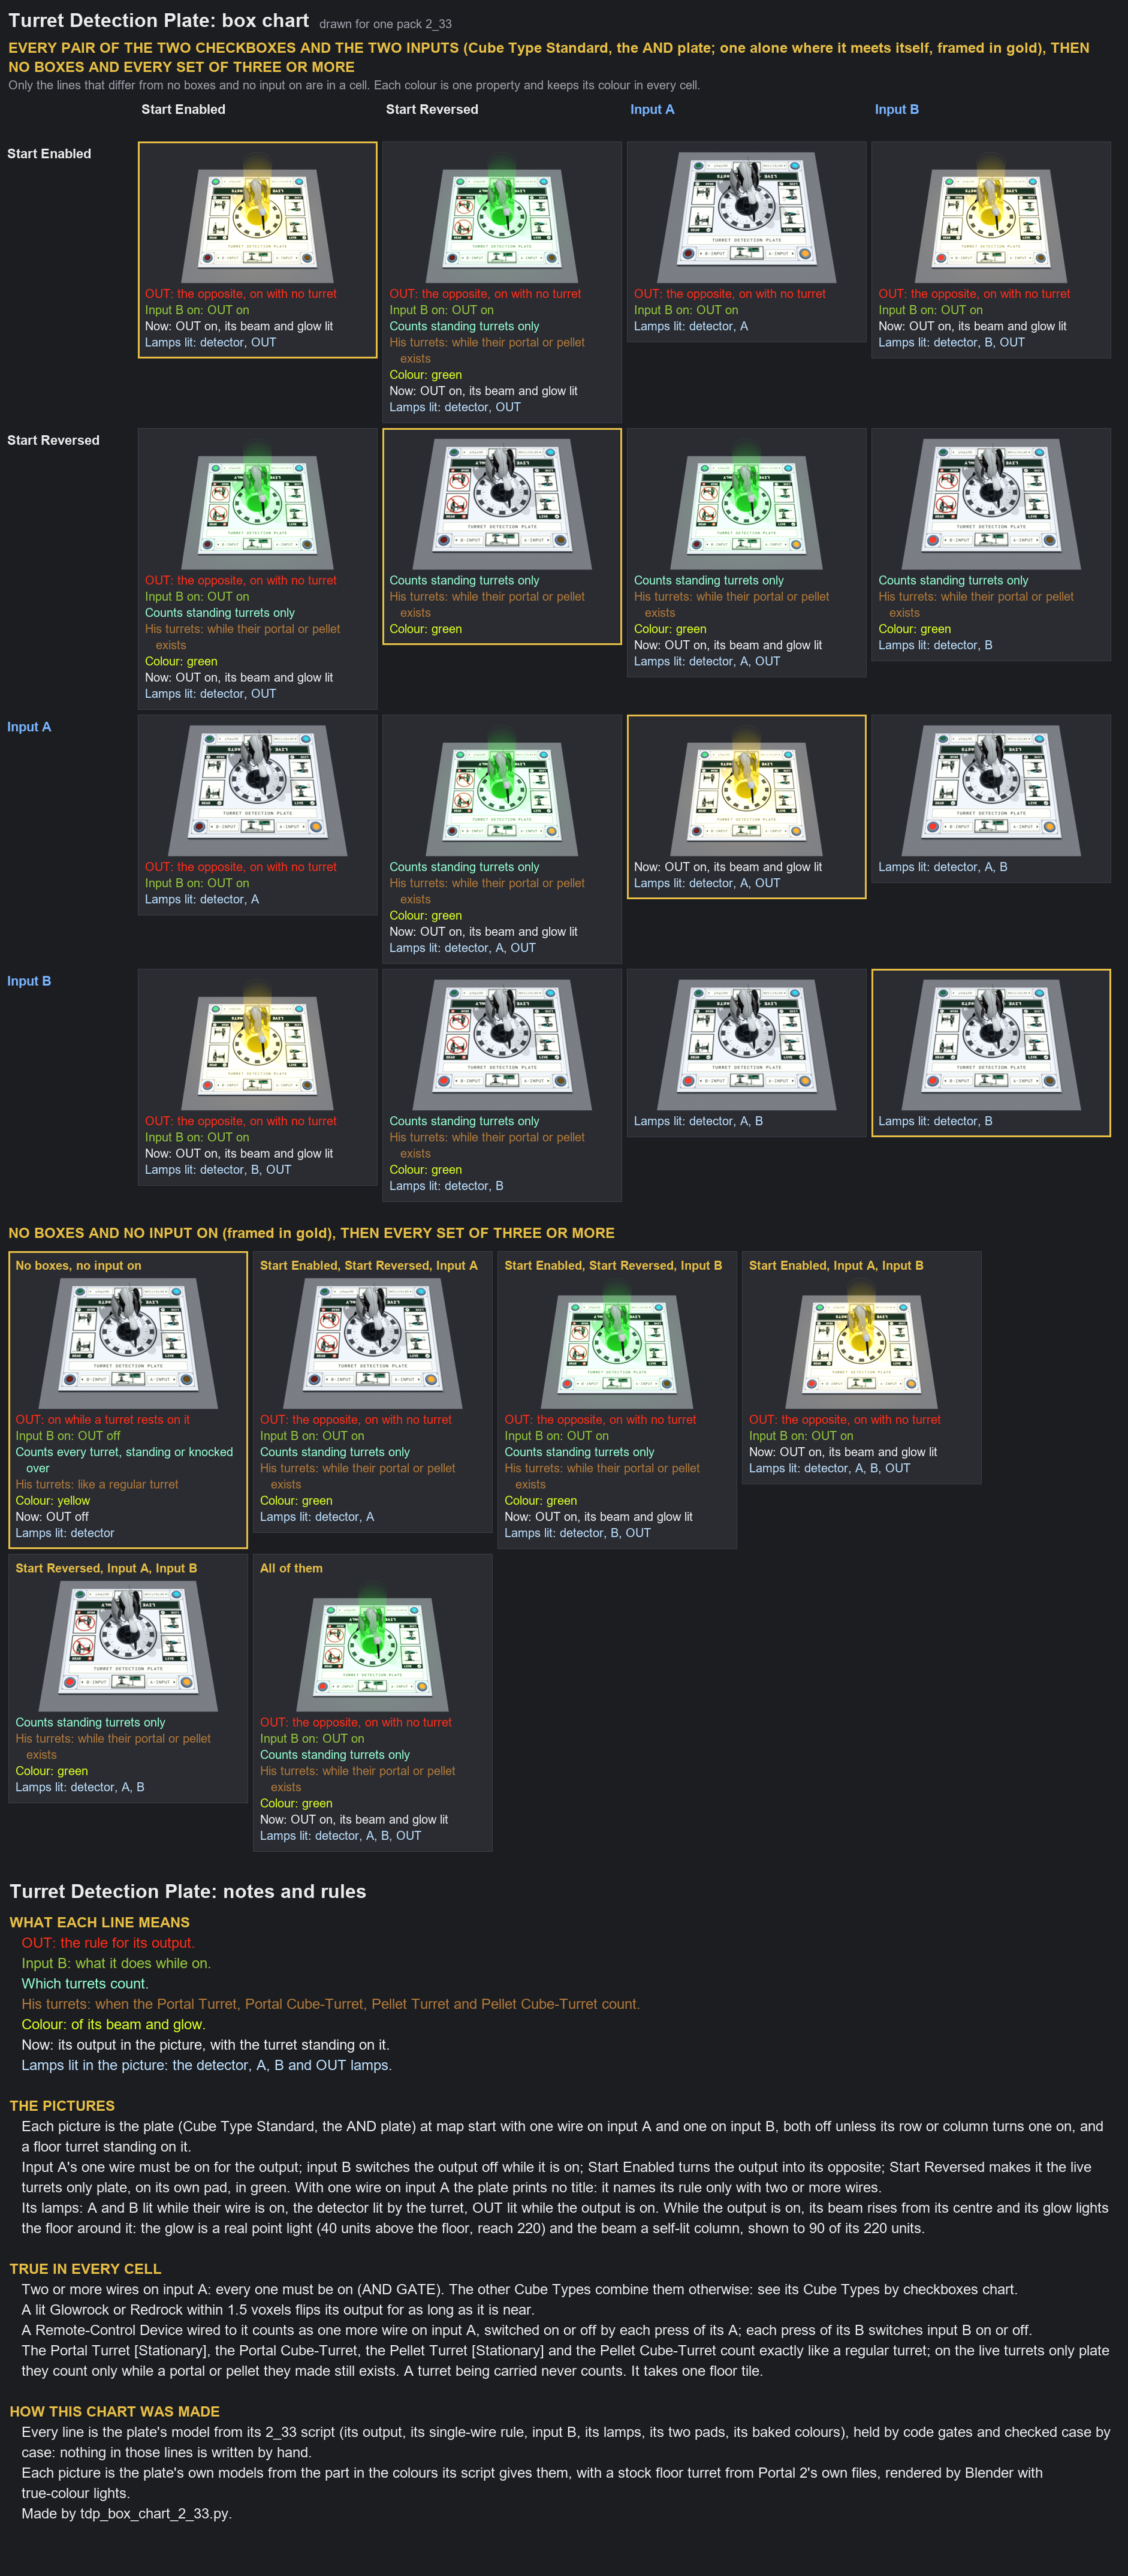 Turret Detection Plate: box chart drawn for one pack 2_33
EVERY PAIR OF THE TWO CHECKBOXES AND THE TWO INPUTS (Cube Type Standard, the AND plate; one alone where it meets itself, framed in gold), THEN
NO BOXES AND EVERY SET OF THREE OR MORE
Only the lines that differ from no boxes and no input on are in a cell. Each colour is one property and keeps its colour in every cell.
Start Enabled
Start Reversed
Input A
Input B
Start Enabled
OUT: the opposite, on with no turret
Input B on: OUT on
Now: OUT on, its beam and glow lit
Lamps lit: detector, OUT
OUT: the opposite, on with no turret
Input B on: OUT on
Counts standing turrets only
His turrets: while their portal or pellet
exists
Colour: green
Now: OUT on, its beam and glow lit
Lamps lit: detector, OUT
TURRET DETECTION PLATE
OUT: the opposite, on with no turret
Input B on: OUT on
Lamps lit: detector, A
OUT: the opposite, on with no turret
Input B on: OUT on
Now: OUT on, its beam and glow lit
Lamps lit: detector, B, OUT
Start Reversed
OUT: the opposite, on with no turret
Input B on: OUT on
Counts standing turrets only
His turrets: while their portal or pellet
exists
Colour: green
Now: OUT on, its beam and glow lit
Lamps lit: detector, OUT
TURRET DETECTION PLATE
Counts standing turrets only
His turrets: while their portal or pellet
exists
Colour: green
Counts standing turrets only
His turrets: while their portal or pellet
exists
Colour: green
Now: OUT on, its beam and glow lit
Lamps lit: detector, A, OUT
TURRET DETECTION PLATE
Counts standing turrets only
His turrets: while their portal or pellet
exists
Colour: green
Lamps lit: detector, B
Input A
TURRET DETECTION PLATE
OUT: the opposite, on with no turret
Input B on: OUT on
Lamps lit: detector, A
Counts standing turrets only
His turrets: while their portal or pellet
exists
Colour: green
Now: OUT on, its beam and glow lit
Lamps lit: detector, A, OUT
Now: OUT on, its beam and glow lit
Lamps lit: detector, A, OUT
TURRET DETECTION PLATE
Lamps lit: detector, A, B
Input B
OUT: the opposite, on with no turret
Input B on: OUT on
Now: OUT on, its beam and glow lit
Lamps lit: detector, B, OUT
TURRET DETECTION PLATE
Counts standing turrets only
His turrets: while their portal or pellet
exists
Colour: green
Lamps lit: detector, B
TURRET DETECTION PLATE
Lamps lit: detector, A, B
TURRET DETECTION PLATE
Lamps lit: detector, B
NO BOXES AND NO INPUT ON (framed in gold), THEN EVERY SET OF THREE OR MORE
No boxes, no input on
TURRET DETECTION PLATE
OUT: on while a turret rests on it
Input B on: OUT off
Counts every turret, standing or knocked
over
His turrets: like a regular turret
Colour: yellow
Now: OUT off
Lamps lit: detector
Start Enabled, Start Reversed, Input A
TURRET DETECTION PLATE
OUT: the opposite, on with no turret
Input B on: OUT on
Counts standing turrets only
His turrets: while their portal or pellet
exists
Colour: green
Lamps lit: detector, A
Start Enabled, Start Reversed, Input B
OUT: the opposite, on with no turret
Input B on: OUT on
Counts standing turrets only
His turrets: while their portal or pellet
exists
Colour: green
Now: OUT on, its beam and glow lit
Lamps lit: detector, B, OUT
Start Enabled, Input A, Input B
OUT: the opposite, on with no turret
Input B on: OUT on
Now: OUT on, its beam and glow lit
Lamps lit: detector, A, B, OUT
Start Reversed, Input A, Input B
TURRET DETECTION PLATE
Counts standing turrets only
His turrets: while their portal or pellet
exists
Colour: green
Lamps lit: detector, A, B
All of them
OUT: the opposite, on with no turret
Input B on: OUT on
Counts standing turrets only
His turrets: while their portal or pellet
exists
Colour: green
Now: OUT on, its beam and glow lit
Lamps lit: detector, A, B, OUT
Turret Detection Plate: notes and rules
WHAT EACH LINE MEANS
OUT: the rule for its output.
Input B: what it does while on.
Which turrets count.
His turrets: when the Portal Turret, Portal Cube-Turret, Pellet Turret and Pellet Cube-Turret count.
Colour: of its beam and glow.
Now: its output in the picture, with the turret standing on it.
Lamps lit in the picture: the detector, A, B and OUT lamps.
THE PICTURES
Each picture is the plate (Cube Type Standard, the AND plate) at map start with one wire on input A and one on input B, both off unless its row or column turns one on, and
a floor turret standing on it.
Input A's one wire must be on for the output; input B switches the output off while it is on; Start Enabled turns the output into its opposite; Start Reversed makes it the live
turrets only plate, on its own pad, in green. With one wire on input A the plate prints no title: it names its rule only with two or more wires.
Its lamps: A and B lit while their wire is on, the detector lit by the turret, OUT lit while the output is on. While the output is on, its beam rises from its centre and its glow lights
the floor around it: the glow is a real point light (40 units above the floor, reach 220) and the beam a self-lit column, shown to 90 of its 220 units.
TRUE IN EVERY CELL
Two or more wires on input A: every one must be on (AND GATE). The other Cube Types combine them otherwise: see its Cube Types by checkboxes chart.
A lit Glowrock or Redrock within 1.5 voxels flips its output for as long as it is near.
A Remote-Control Device wired to it counts as one more wire on input A, switched on or off by each press of its A; each press of its B switches input B on or off.
The Portal Turret [Stationary], the Portal Cube-Turret, the Pellet Turret [Stationary] and the Pellet Cube-Turret count exactly like a regular turret; on the live turrets only plate
they count only while a portal or pellet they made still exists. A turret being carried never counts. It takes one floor tile.
HOW THIS CHART WAS MADE
Every line is the plate's model from its 2_33 script (its output, its single-wire rule, input B, its lamps, its two pads, its baked colours), held by code gates and checked case by
case: nothing in those lines is written by hand.
Each picture is the plate's own models from the part in the colours its script gives them, with a stock floor turret from Portal 2's own files, rendered by Blender with
true-colour lights.
Made by tdp_box_chart_2_33.py.